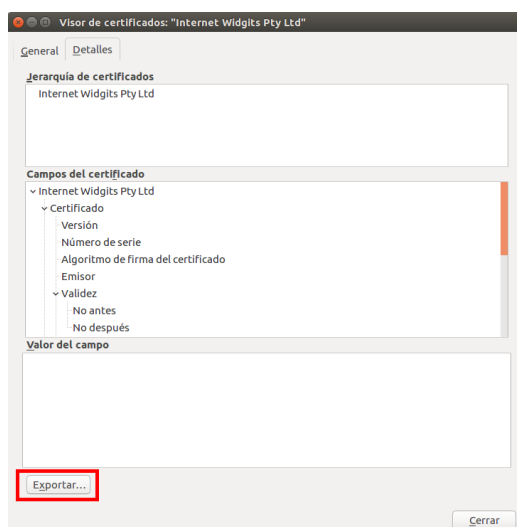 Visor de certificados: "Internet Widgits Pty Ltd"
General Detalles
Jerarquía de certificados
Internet Widgits Pty Ltd
Campos del certificado
Internet Widgits Pty Ltd
Certificado
Versión
Número de serie
Algoritmo de firma del certificado
Emisor
Validez
No antes
No después
Valor del campo
Exportar...
Cerrar